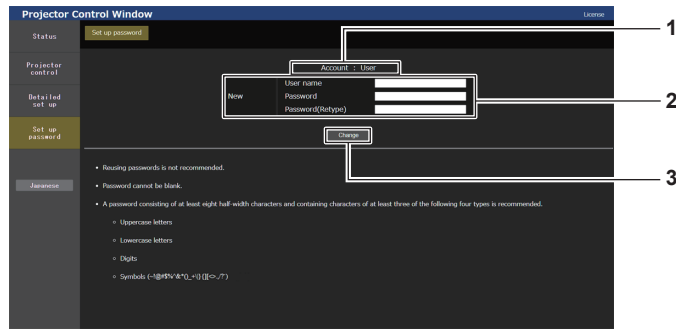 Projector Control Window
License
Status
Set up password
Projector
control
Detailed
set up
Set up
password
Japanese
Account : User
New
User name
Password
Password(Retype)
Change
1
2
3
• Reusing passwords is not recommended.
• Password cannot be blank.
• A password consisting of at least eight half-width characters and containing characters of at least three of the following four types is recommended.
○ Uppercase letters
○ Lowercase letters
○ Digits
○ Symbols